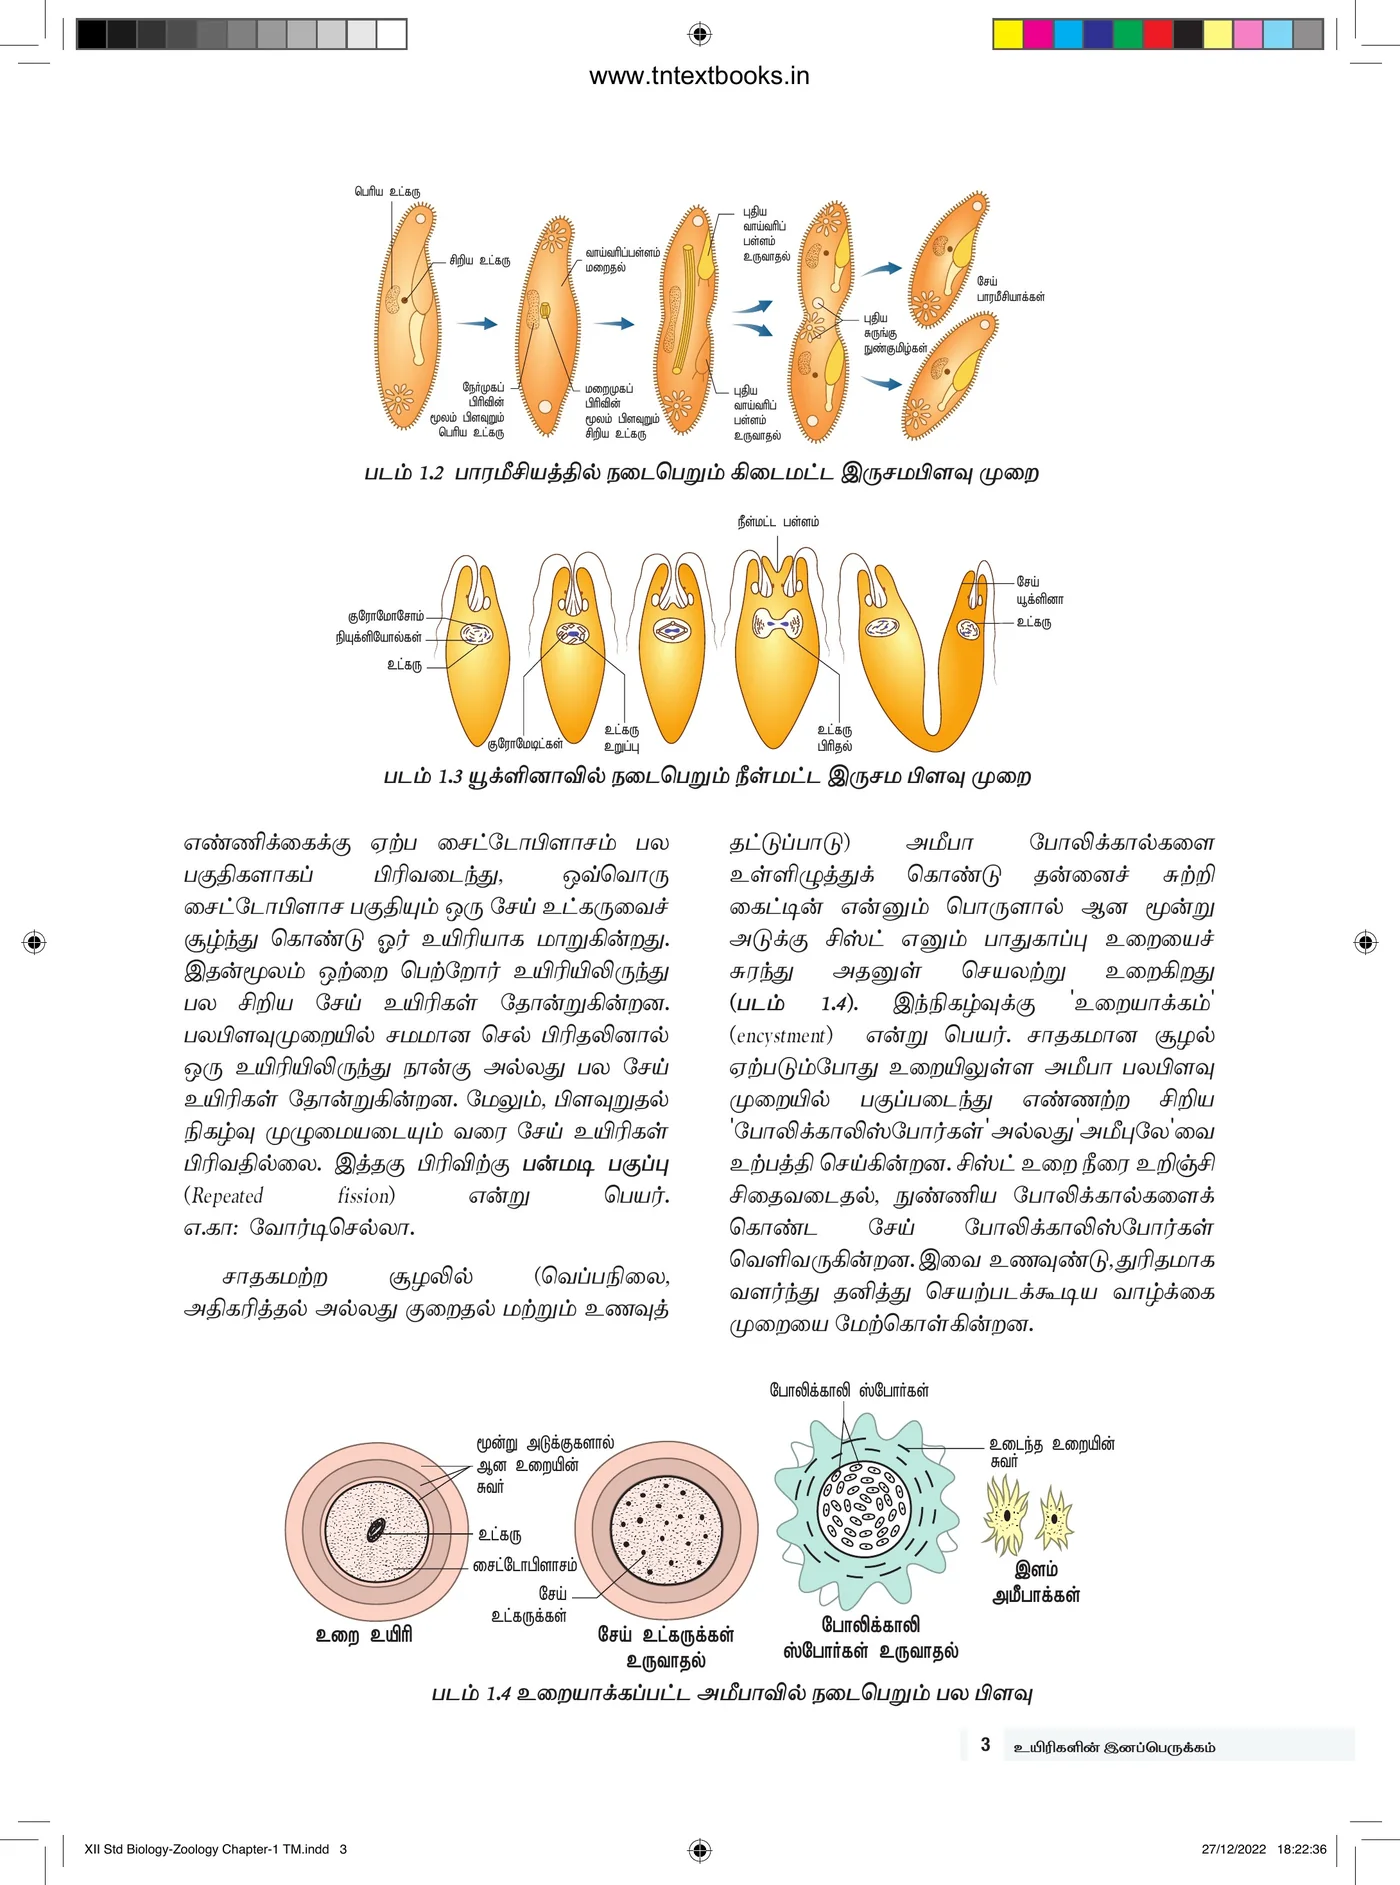 www.tntextbooks.in
பெரிய உட்கரு
சிறிய உட்கரு
வாய்வரிப்பள்ளம்
மறைதல்
புதிய
வாய்வரிப்
பள்ளம்
உருவாதல்
சேய்
பாரமீசியாக்கள்
புதிய
சுருங்கு
நுண்குமிழ்கள்
நேர்முகப்
பிரிவின்
மூலம் பிளவுறும்
பெரிய உட்கரு
மறைமுகப்
பிரிவின்
மூலம் பிளவுறும்
சிறிய உட்கரு
புதிய
வாய்வரிப்
பள்ளம்
உருவாதல்
படம் 1.2 பாரமீசியத்தில் நடைபெறும் கிடைமட்ட இருசமபிளவு முறை
நீள்மட்ட பள்ளம்
சேய்
யூக்ளினா
உட்கரு
குரோமோசோம்
நியுக்ளியோல்கள்
உட்கரு
குரோமேடிட்கள்
உட்கரு
உறுப்பு
உட்கரு
பிரிதல்
படம் 1.3 யூக்ளினாவில் நடைபெறும் நீள்மட்ட இருசம பிளவு முறை
எண்ணிக்கைக்கு ஏற்ப சைட்டோபிளாசம் பல
பகுதிகளாகப் பிரிவடைந்து, ஒவ்வொரு
சைட்டோபிளாச பகுதியும் ஒரு சேய் உட்கருவைச்
சூழ்ந்து கொண்டு ஓர் உயிரியாக மாறுகின்றது.
இதன்மூலம் ஒற்றை பெற்றோர் உயிரியிலிருந்து
பல சிறிய சேய் உயிரிகள் தோன்றுகின்றன.
பலபிளவுமுறையில் சமமான செல் பிரிதலினால்
ஒரு உயிரியிலிருந்து நான்கு அல்லது பல சேய்
உயிரிகள் தோன்றுகின்றன. மேலும், பிளவுறுதல்
நிகழ்வு முழுமையடையும் வரை சேய் உயிரிகள்
பிரிவதில்லை. இத்தகு பிரிவிற்கு பன்மடி பகுப்பு
(Repeated fission) என்று பெயர்.
எ.கா: வோர்டிசெல்லா.
சாதகமற்ற சூழலில் (வெப்பநிலை,
அதிகரித்தல் அல்லது குறைதல் மற்றும் உணவுத்
தட்டுப்பாடு) அமீபா போலிக்கால்களை
உள்ளிழுத்துக் கொண்டு தன்னைச் சுற்றி
கைட்டின் என்னும் பொருளால் ஆன மூன்று
அடுக்கு சிஸ்ட் எனும் பாதுகாப்பு உறையைச்
சுரந்து அதனுள் செயலற்று உறைகிறது
(படம் 1.4). இந்நிகழ்வுக்கு 'உறையாக்கம்'
(encystment) என்று பெயர். சாதகமான சூழல்
ஏற்படும்போது உறையிலுள்ள அமீபா பலபிளவு
முறையில் பகுப்படைந்து எண்ணற்ற சிறிய
'போலிக்காலிஸ்போர்கள்' அல்லது 'அமீபுலே'வை
உற்பத்தி செய்கின்றன. சிஸ்ட் உறை நீரை உறிஞ்சி
சிதைவடைதல், நுண்ணிய போலிக்கால்களைக்
கொண்ட சேய் போலிக்காலிஸ்போர்கள்
வெளிவருகின்றன. இவை உணவுண்டு, துரிதமாக
வளர்ந்து தனித்து செயற்படக்கூடிய வாழ்க்கை
முறையை மேற்கொள்கின்றன.
போலிக்காலி ஸ்போர்கள்
மூன்று அடுக்குகளால்
ஆன உறையின்
சுவர்
உட்கரு
சைட்டோபிளாசம்
சேய்
உட்கருக்கள்
உடைந்த உறையின்
சுவர்
இளம்
அமீபாக்கள்
உறை உயிரி
சேய் உட்கருக்கள்
உருவாதல்
போலிக்காலி
ஸ்போர்கள் உருவாதல்
படம் 1.4 உறையாக்கப்பட்ட அமீபாவில் நடைபெறும் பல பிளவு
3 உயிரிகளின் இனப்பெருக்கம்
XII Std Biology-Zoology Chapter-1 TM.indd 3
27/12/2022 18:22:36